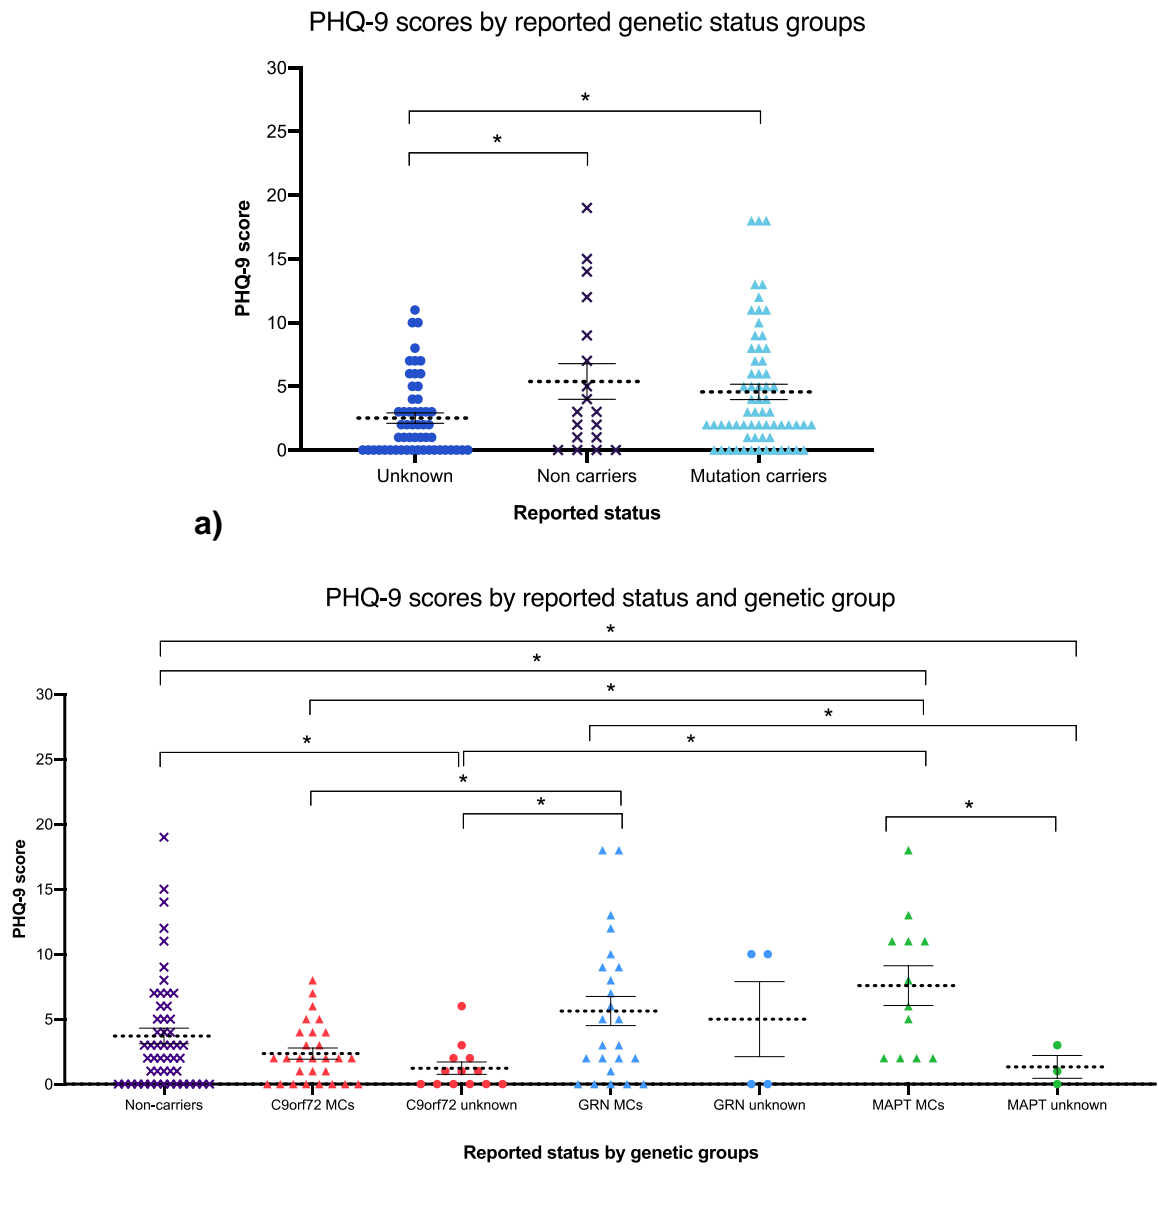 PHQ-9 scores by reported genetic status groups
30
25
20
15
10
5
0
PHQ-9 score
*
*
Unknown Non carriers Mutation carriers
Reported status
a)
PHQ-9 scores by reported status and genetic group
*
*
*
*
*
*
*
*
*
30
25
20
15
10
5
0
PHQ-9 score
Non-carriers C9orf72 MCs C9orf72 unknown GRN MCs GRN unknown MAPT MCs MAPT unknown
Reported status by genetic groups